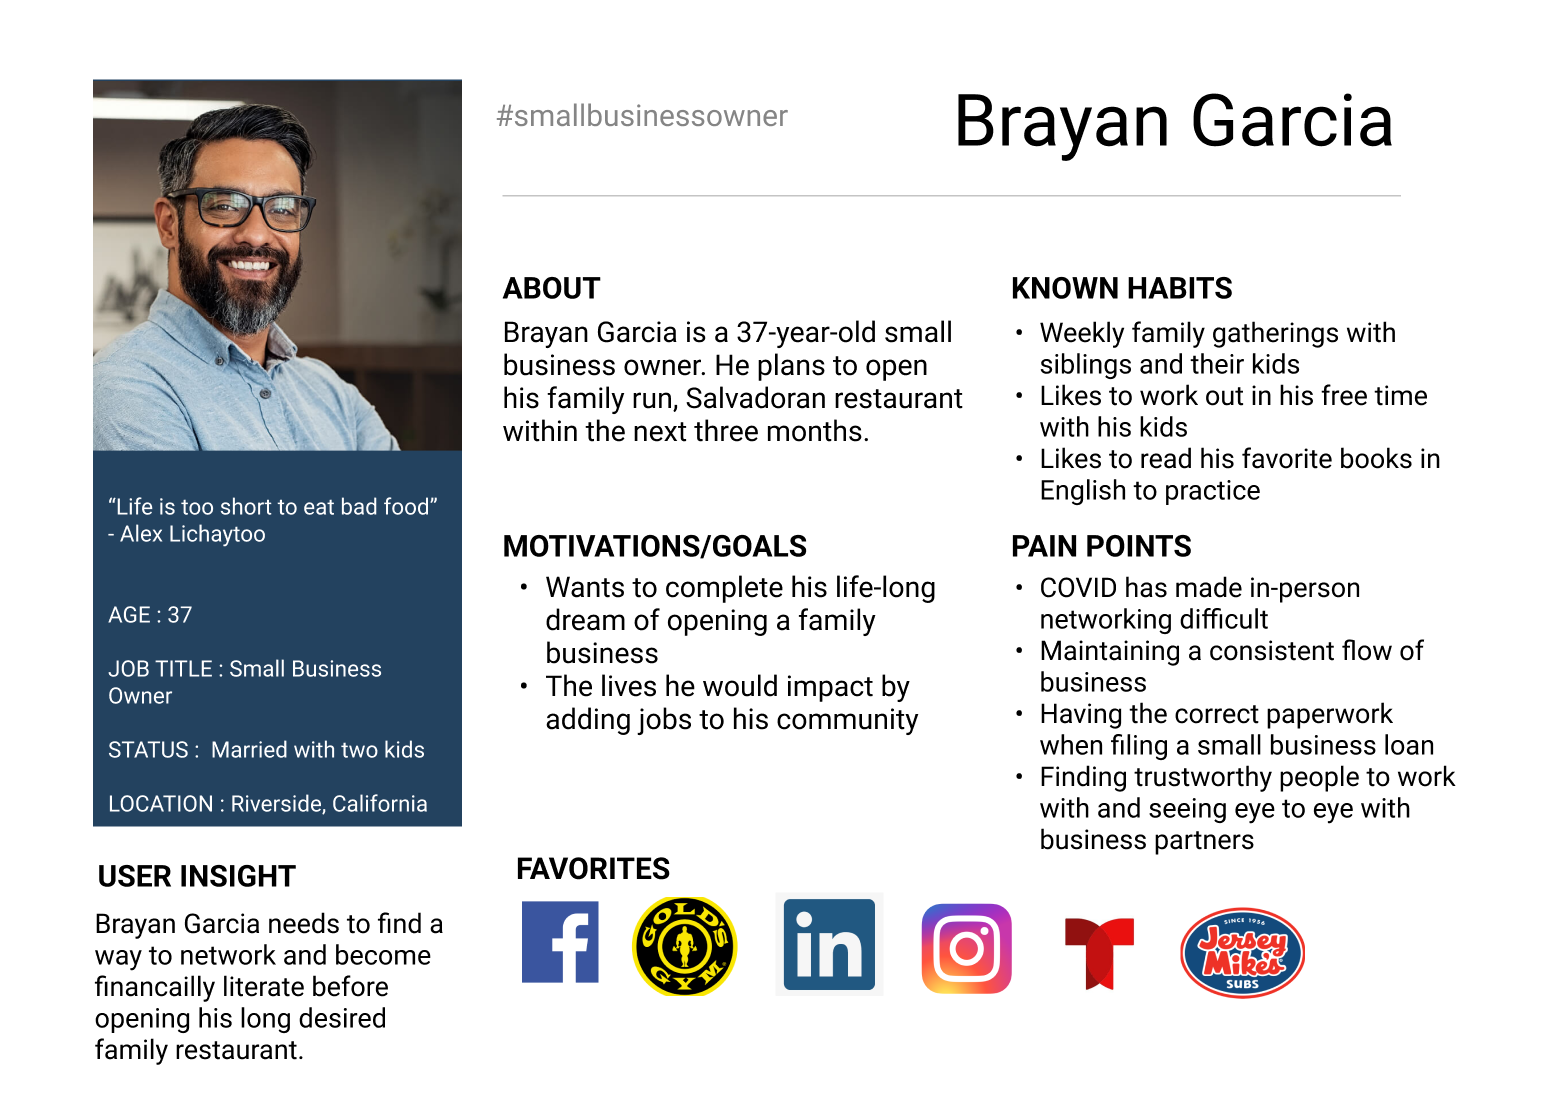 #smallbusinessowner
Brayan Garcia
“Life is too short to eat bad food”
- Alex Lichaytoo
AGE : 37
JOB TITLE : Small Business
Owner
STATUS :  Married with two kids
LOCATION : Riverside, California
USER INSIGHT
Brayan Garcia needs to find a
way to network and become
financailly literate before
opening his long desired
family restaurant.
ABOUT
Brayan Garcia is a 37-year-old small
business owner. He plans to open
his family run, Salvadoran restaurant
within the next three months.
MOTIVATIONS/GOALS
• Wants to complete his life-long
dream of opening a family
business
• The lives he would impact by
adding jobs to his community
KNOWN HABITS
• Weekly family gatherings with
siblings and their kids
• Likes to work out in his free time
with his kids
• Likes to read his favorite books in
English to practice
PAIN POINTS
• COVID has made in-person
networking difficult
• Maintaining a consistent flow of
business
• Having the correct paperwork
when filing a small business loan
• Finding trustworthy people to work
with and seeing eye to eye with
business partners
FAVORITES
f
GOLD'S
GYM
in
SINCE 1956
Jersey
Mike's
SUBS